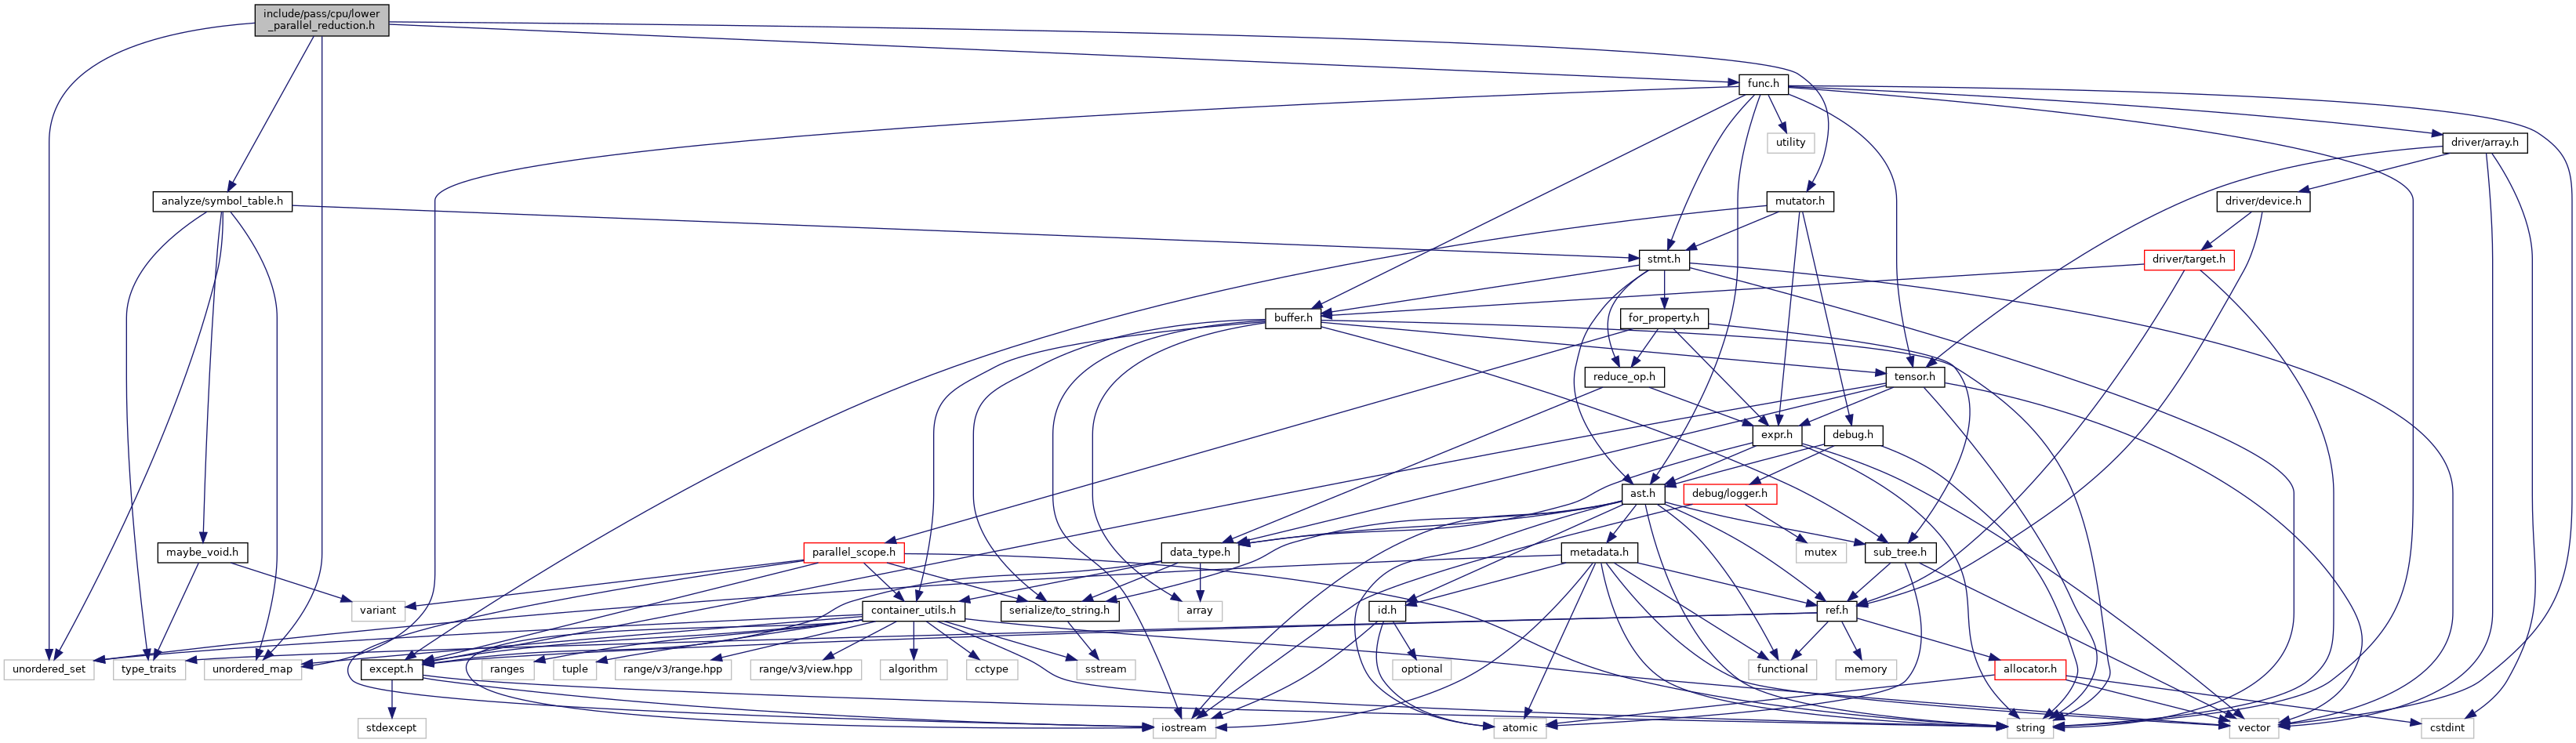 include/pass/cpu/lower
_parallel_reduction.h
func.h
utility
driver/array.h
analyze/symbol_table.h
mutator.h
driver/device.h
stmt.h
driver/target.h
buffer.h
for_property.h
reduce_op.h
tensor.h
expr.h
debug.h
ast.h
debug/logger.h
maybe_void.h
parallel_scope.h
data_type.h
metadata.h
mutex
sub_tree.h
variant
container_utils.h
serialize/to_string.h
array
id.h
ref.h
unordered_set
type_traits
unordered_map
except.h
ranges
tuple
range/v3/range.hpp
range/v3/view.hpp
algorithm
cctype
sstream
optional
functional
memory
allocator.h
stdexcept
iostream
atomic
string
vector
cstdint